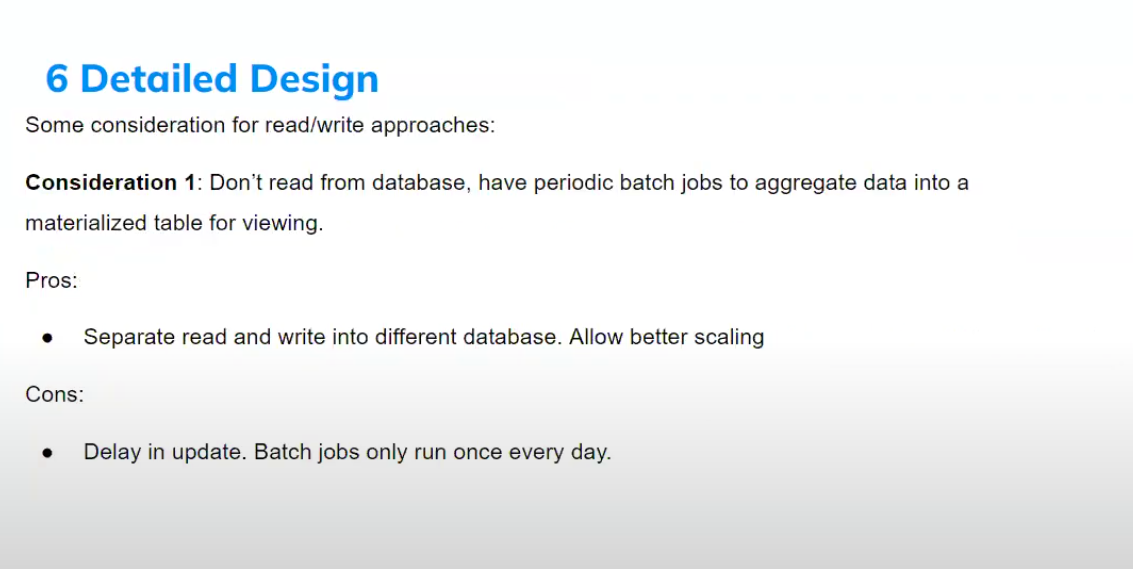 6 Detailed Design
Some consideration for read/write approaches:
Consideration 1: Don’t read from database, have periodic batch jobs to aggregate data into a
materialized table for viewing.
Pros:
● Separate read and write into different database. Allow better scaling
Cons:
● Delay in update. Batch jobs only run once every day.